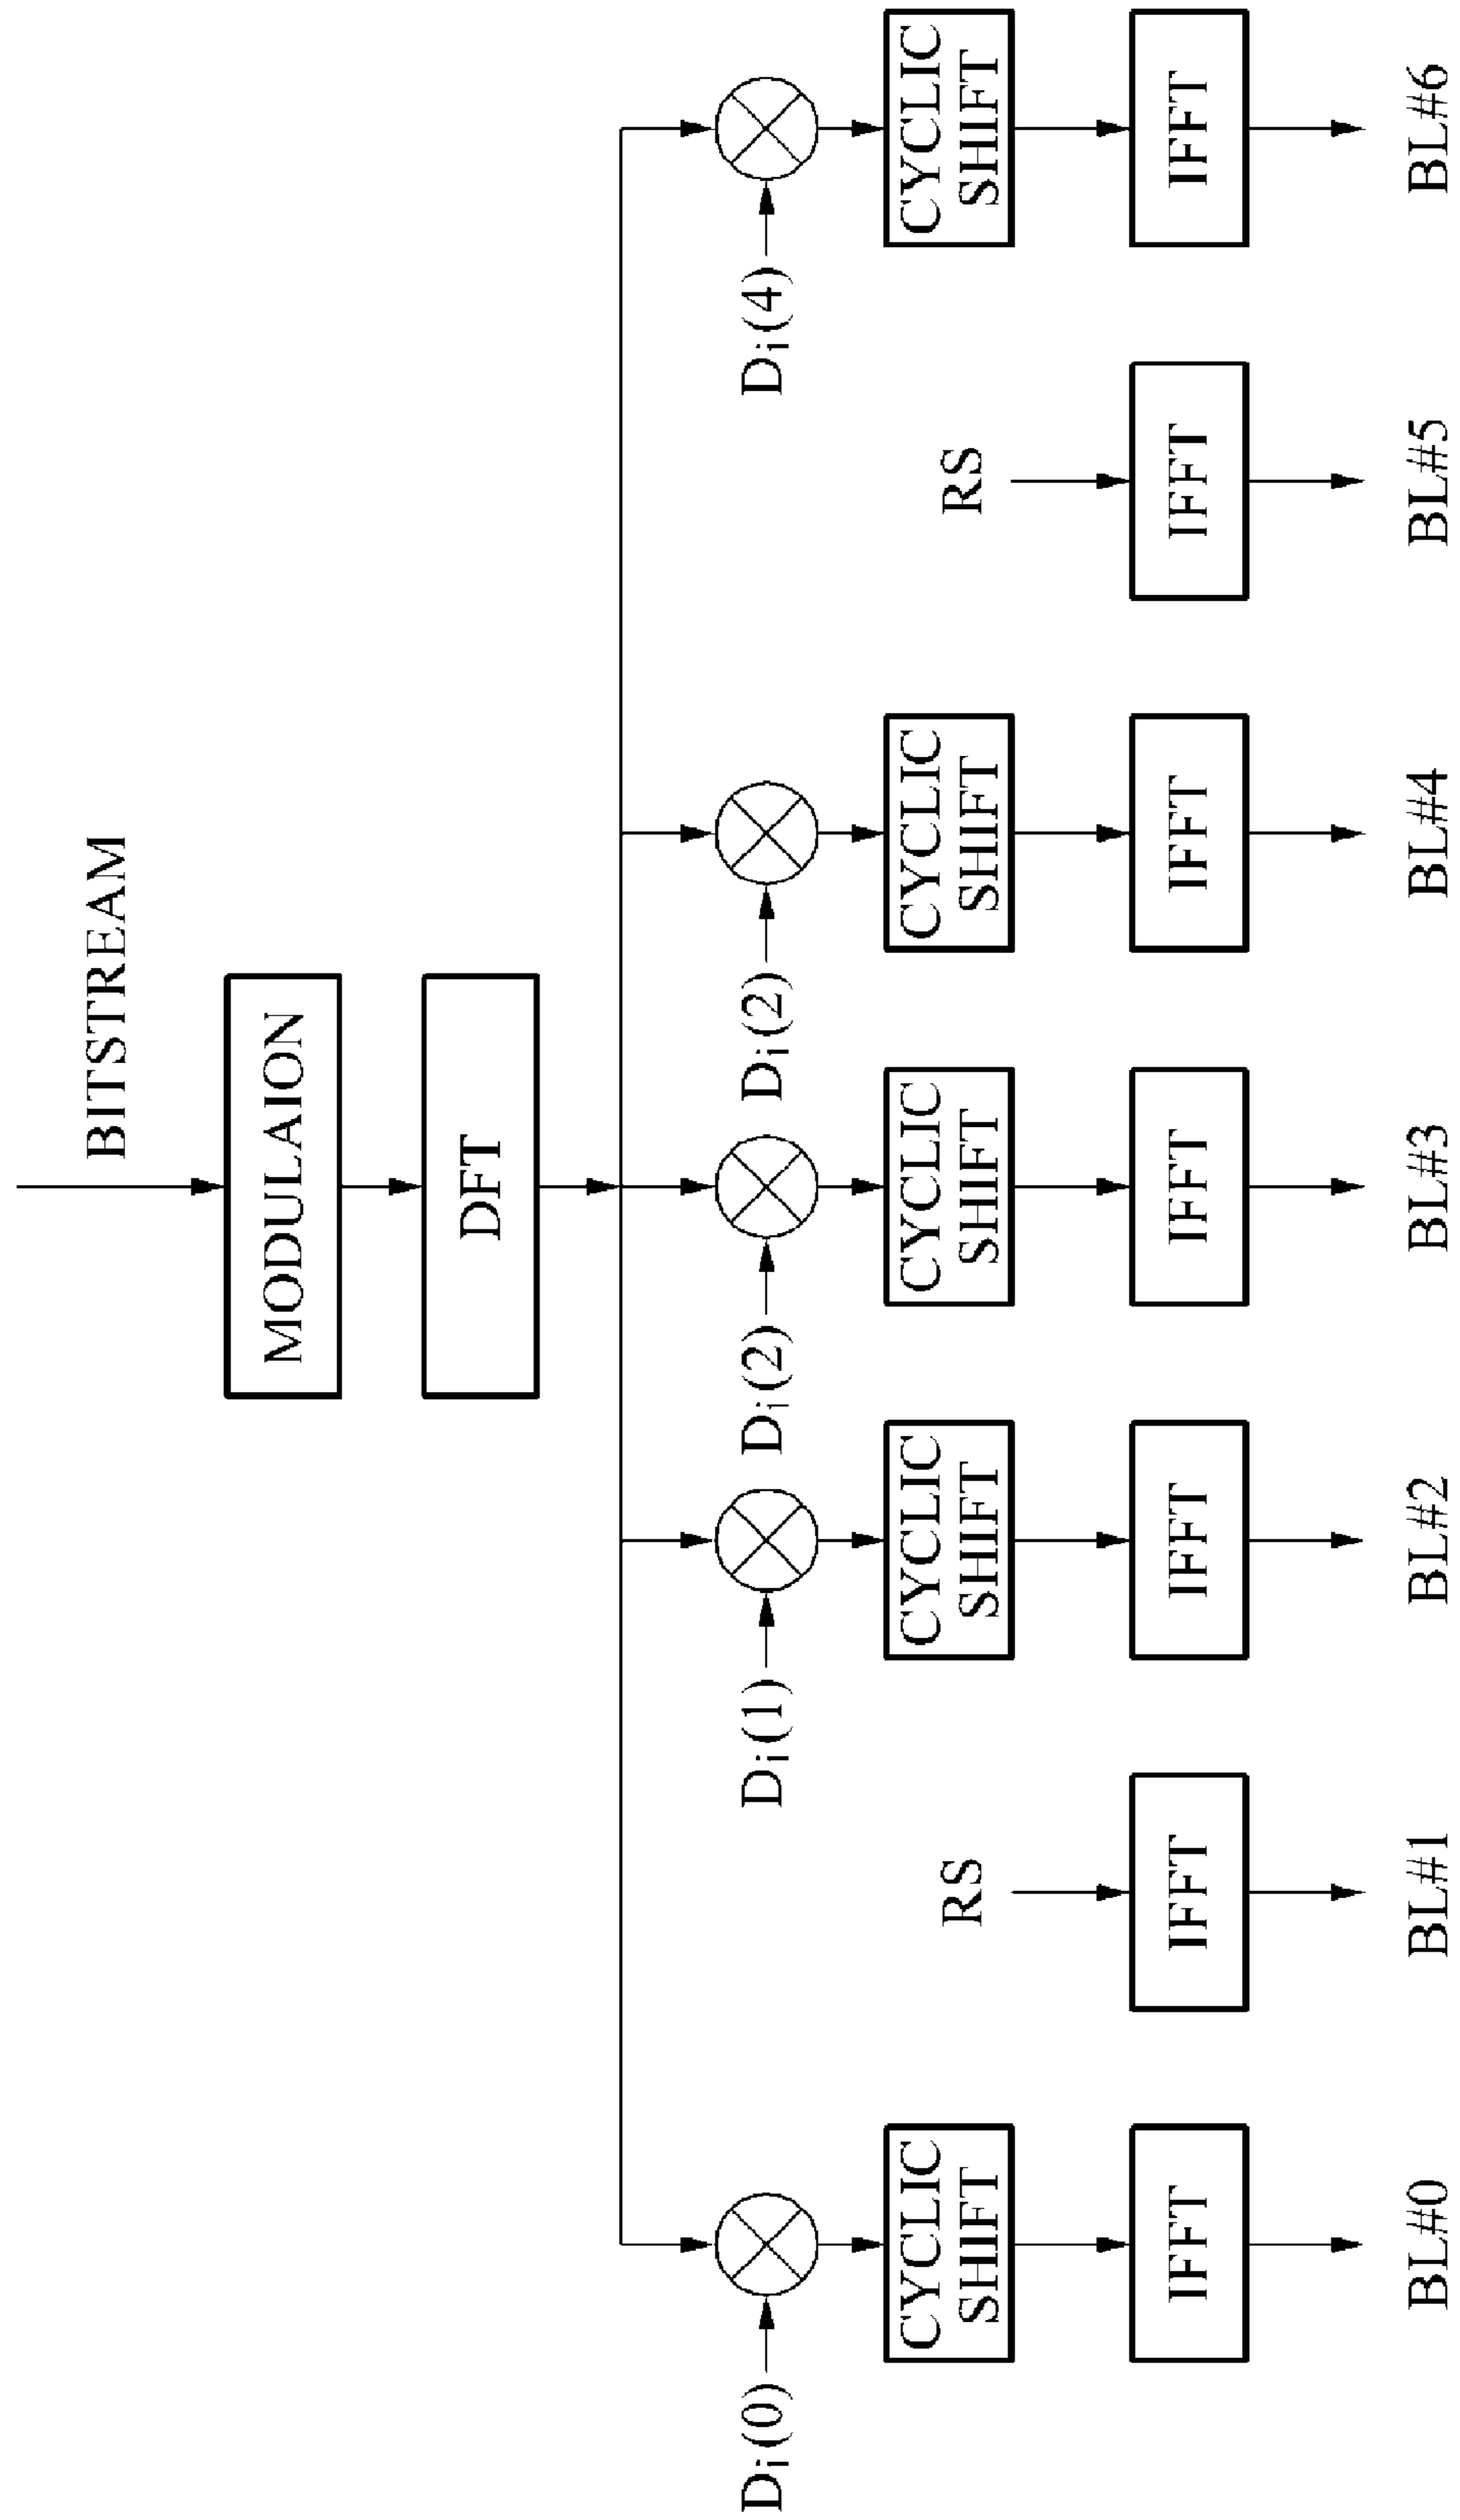 BITSTREAM
MODULAION
DFT
Di(0)
Di(1)
Di(2)
Di(2)
Di(4)
CYCLIC
SHIFT
RS
CYCLIC
SHIFT
CYCLIC
SHIFT
CYCLIC
SHIFT
RS
CYCLIC
SHIFT
IFFT
IFFT
IFFT
IFFT
IFFT
IFFT
IFFT
BL#0
BL#1
BL#2
BL#3
BL#4
BL#5
BL#6